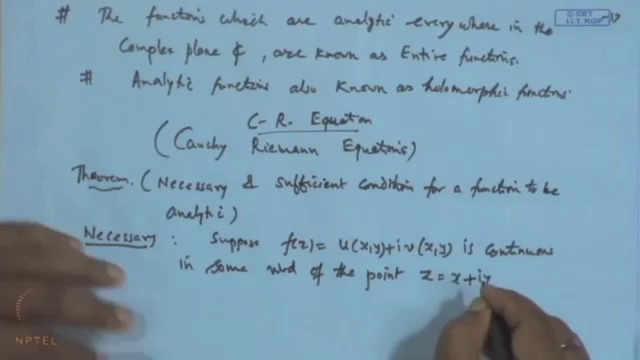 # The functions which are analytic every where in the
Complex plane ₵, are known as Entire functions.
# Analytic functions also known as holomorphic functions
C-R. Equation
(Cauchy Riemann Equations)
Theorem. (Necessary & sufficient condition for a function to be
analytic)
Necessary : Suppose f(z) = u(x,y)+iv(x,y) is continuous
in some nbd of the point z = x+iy
© CET
I.I.T. KGP
NPTEL